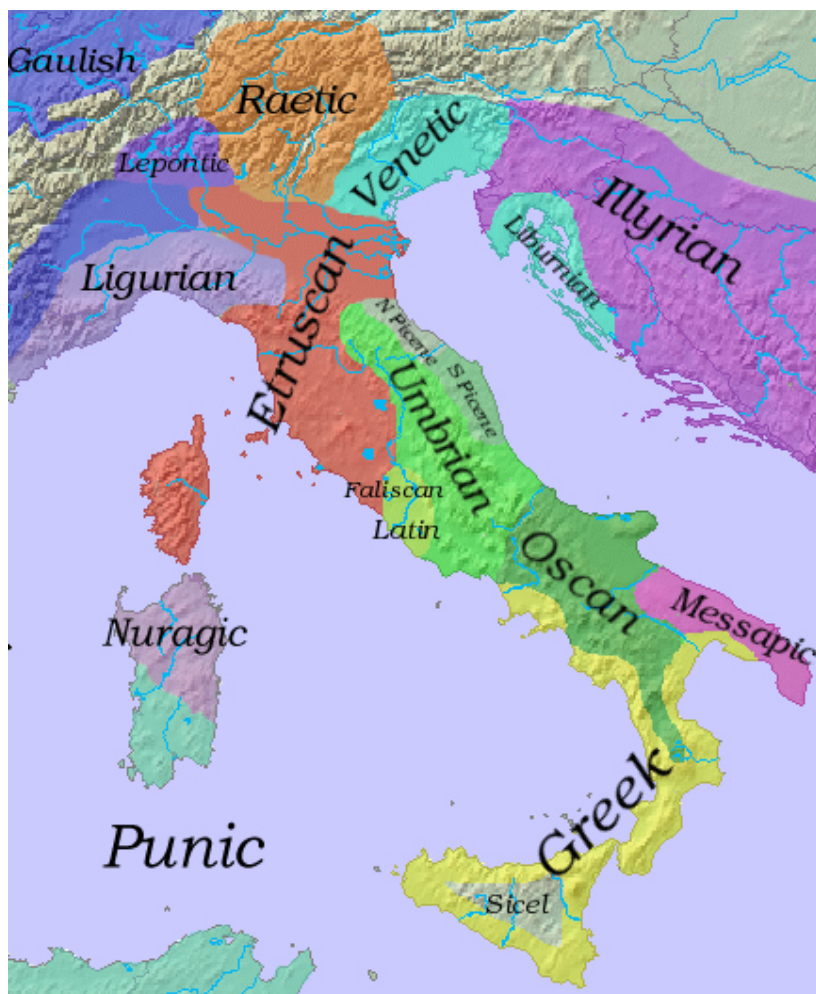 Gaulish
Raetic
Lepontic
Venetic
Illyrian
Liburnian
Ligurian
Etruscan
N Picene
S Picene
Umbrian
Faliscan
Latin
Oscan
Messapic
Nuragic
Greek
Punic
Sicel